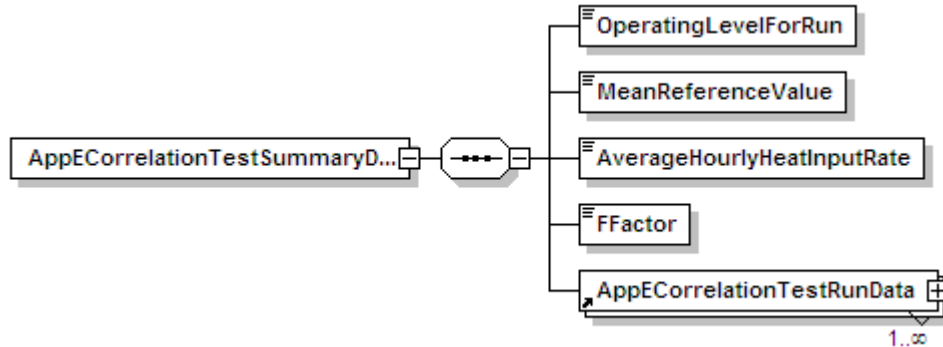 OperatingLevelForRun
MeanReferenceValue
AppECorrelationTestSummaryD...
AverageHourlyHeatInputRate
FFactor
AppECorrelationTestRunData
1..∞